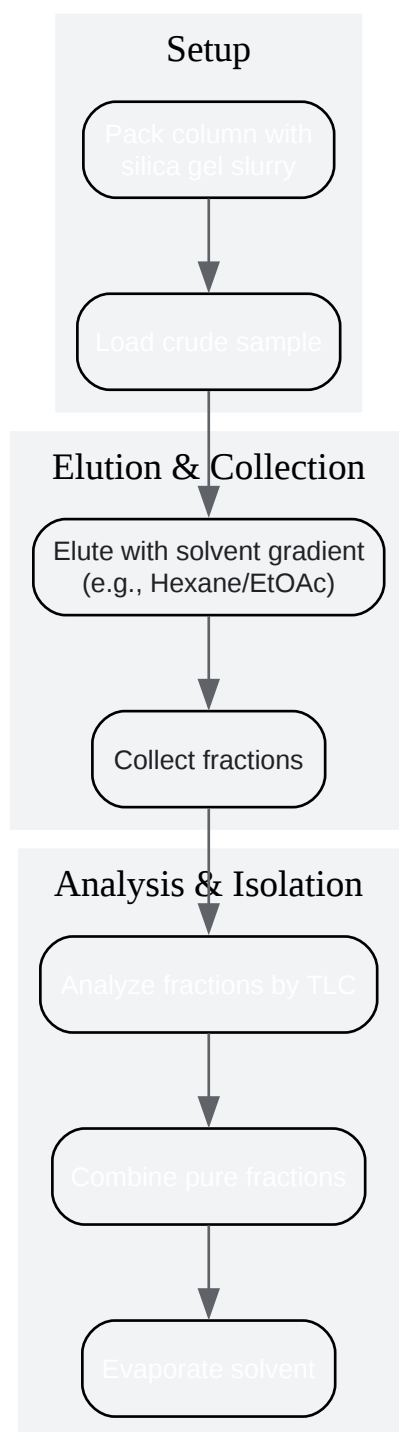 Setup
Pack column with
silica gel slurry
Load crude sample
Elution & Collection
Elute with solvent gradient
(e.g., Hexane/EtOAc)
Collect fractions
Analysis & Isolation
Analyze fractions by TLC
Combine pure fractions
Evaporate solvent